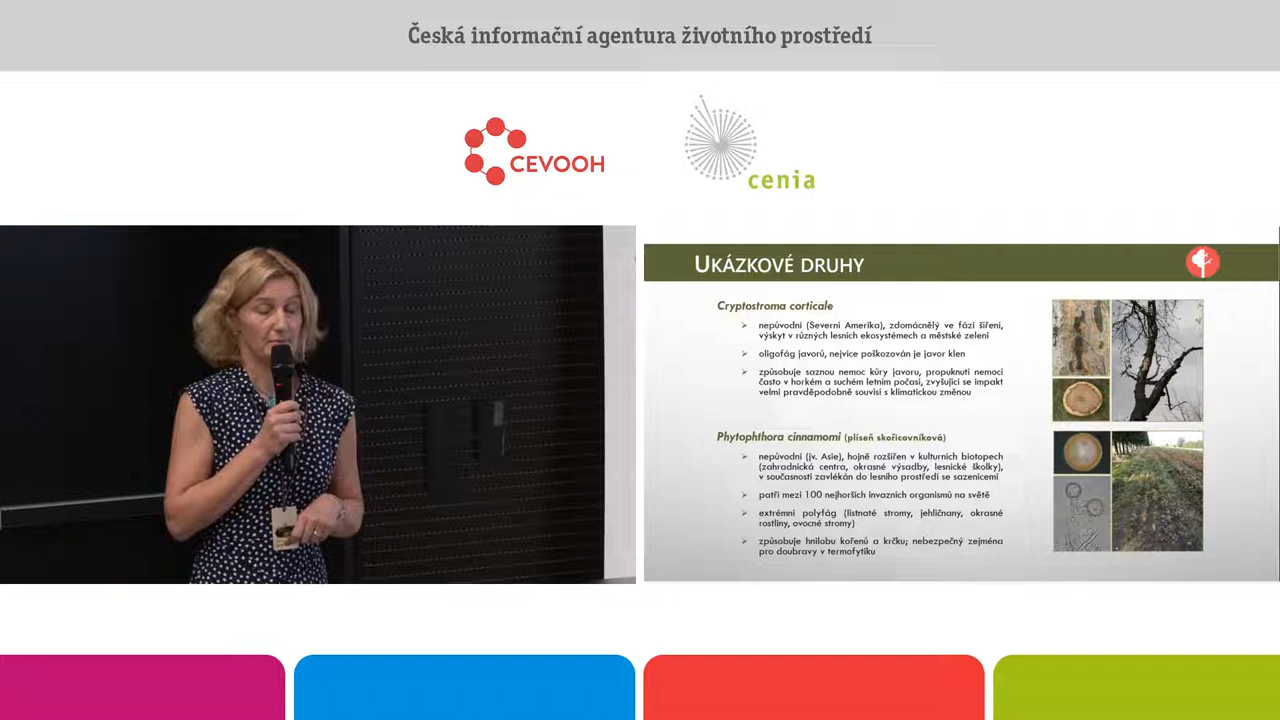 Česká informační agentura životního prostředí
CEVOOH
cenia
UKÁZKOVÉ DRUHY
Cryptostroma corticale
nepůvodní (Severní Amerika), zdomácnělý ve fázi šíření,
výskyt v různých lesních ekosystémech a městské zeleni
oligofág javorů, nejvíce poškozován je javor klen
způsobuje saznou nemoc kůry javoru, propuknutí nemoci
často v horkém a suchém letním počasí, zvyšující se impakt
velmi pravděpodobně souvisí s klimatickou změnou
Phytophthora cinnamomi (plíseň skořicovníková)
nepůvodní (jv. Asie), hojně rozšířen v kulturních biotopech
(zahradnická centra, okrasné výsadby, lesnické školky),
v současnosti zavlékán do lesního prostředí se sazenicemi
patří mezi 100 nejhorších invazních organismů na světě
extrémní polyfág (listnaté stromy, jehličnany, okrasné
rostliny, ovocné stromy)
způsobuje hnilobu kořenů a krčku; nebezpečný zejména
pro doubravy v termofytiku